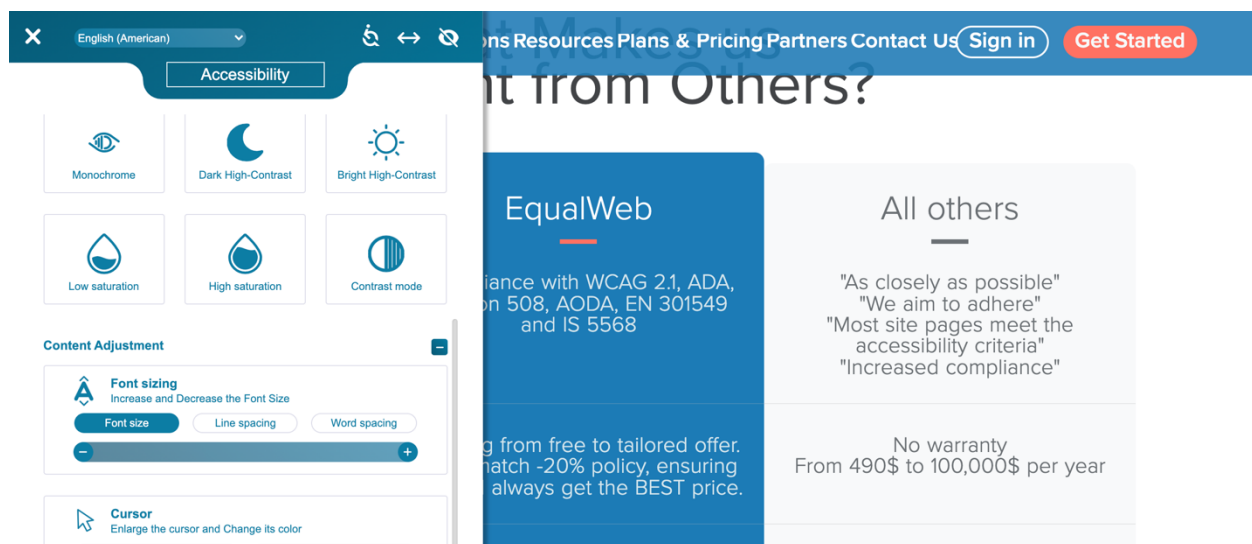 English (American)
Accessibility
Monochrome
Dark High-Contrast
Bright High-Contrast
Low saturation
High saturation
Contrast mode
Content Adjustment
Font sizing
Increase and Decrease the Font Size
Font size
Line spacing
Word spacing
Cursor
Enlarge the cursor and Change its color
Resources Plans & Pricing Partners Contact Us Sign in Get Started
Makes us
from Others?
EqualWeb
with WCAG 2.1, ADA,
508, AODA, EN 301549
and IS 5568
from free to tailored offer.
-20% policy, ensuring
always get the BEST price.
All others
"As closely as possible"
"We aim to adhere"
"Most site pages meet the
accessibility criteria"
"Increased compliance"
No warranty
From 490$ to 100,000$ per year